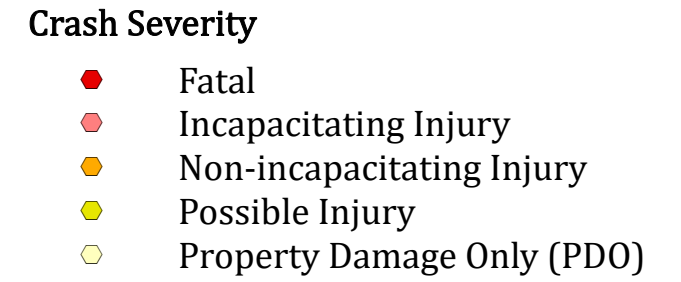 Crash Severity
Fatal
Incapacitating Injury
Non-incapacitating Injury
Possible Injury
Property Damage Only (PDO)